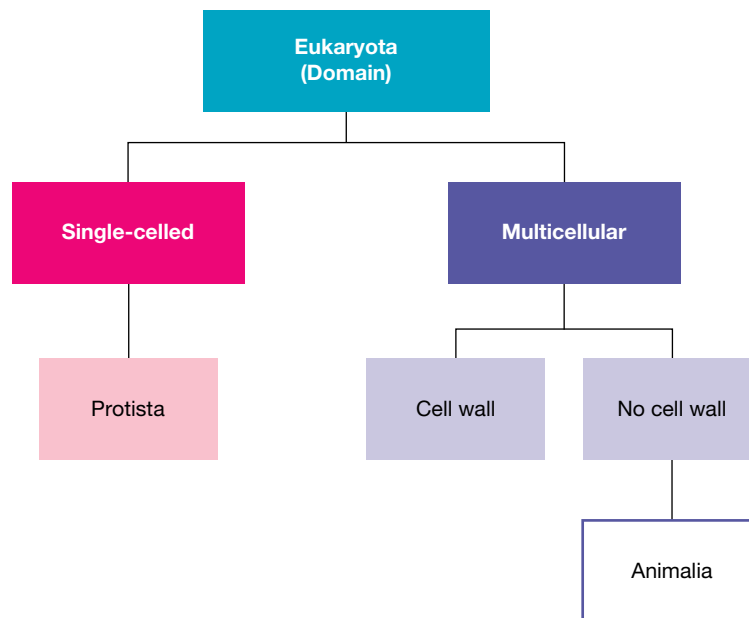 Eukaryota
(Domain)
Single-celled
Multicellular
Protista
Cell wall
No cell wall
Animalia